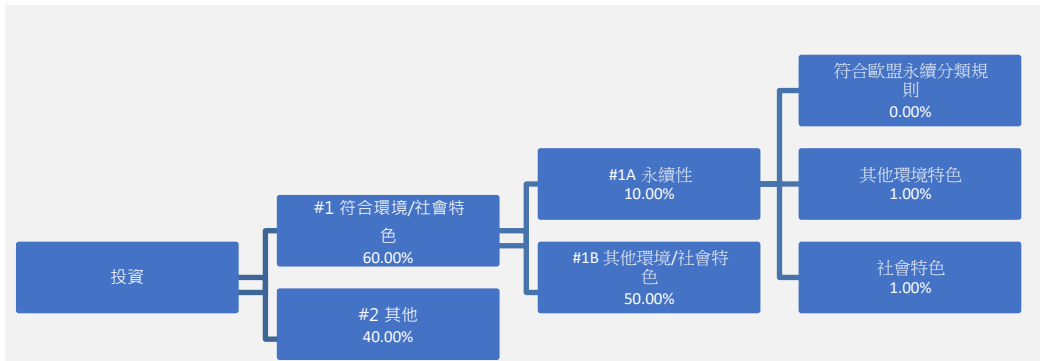 投資
#1 符合環境/社會特
色
60.00%
#2 其他
40.00%
#1A 永續性
10.00%
#1B 其他環境/社會特
色
50.00%
符合歐盟永續分類規
則
0.00%
其他環境特色
1.00%
社會特色
1.00%